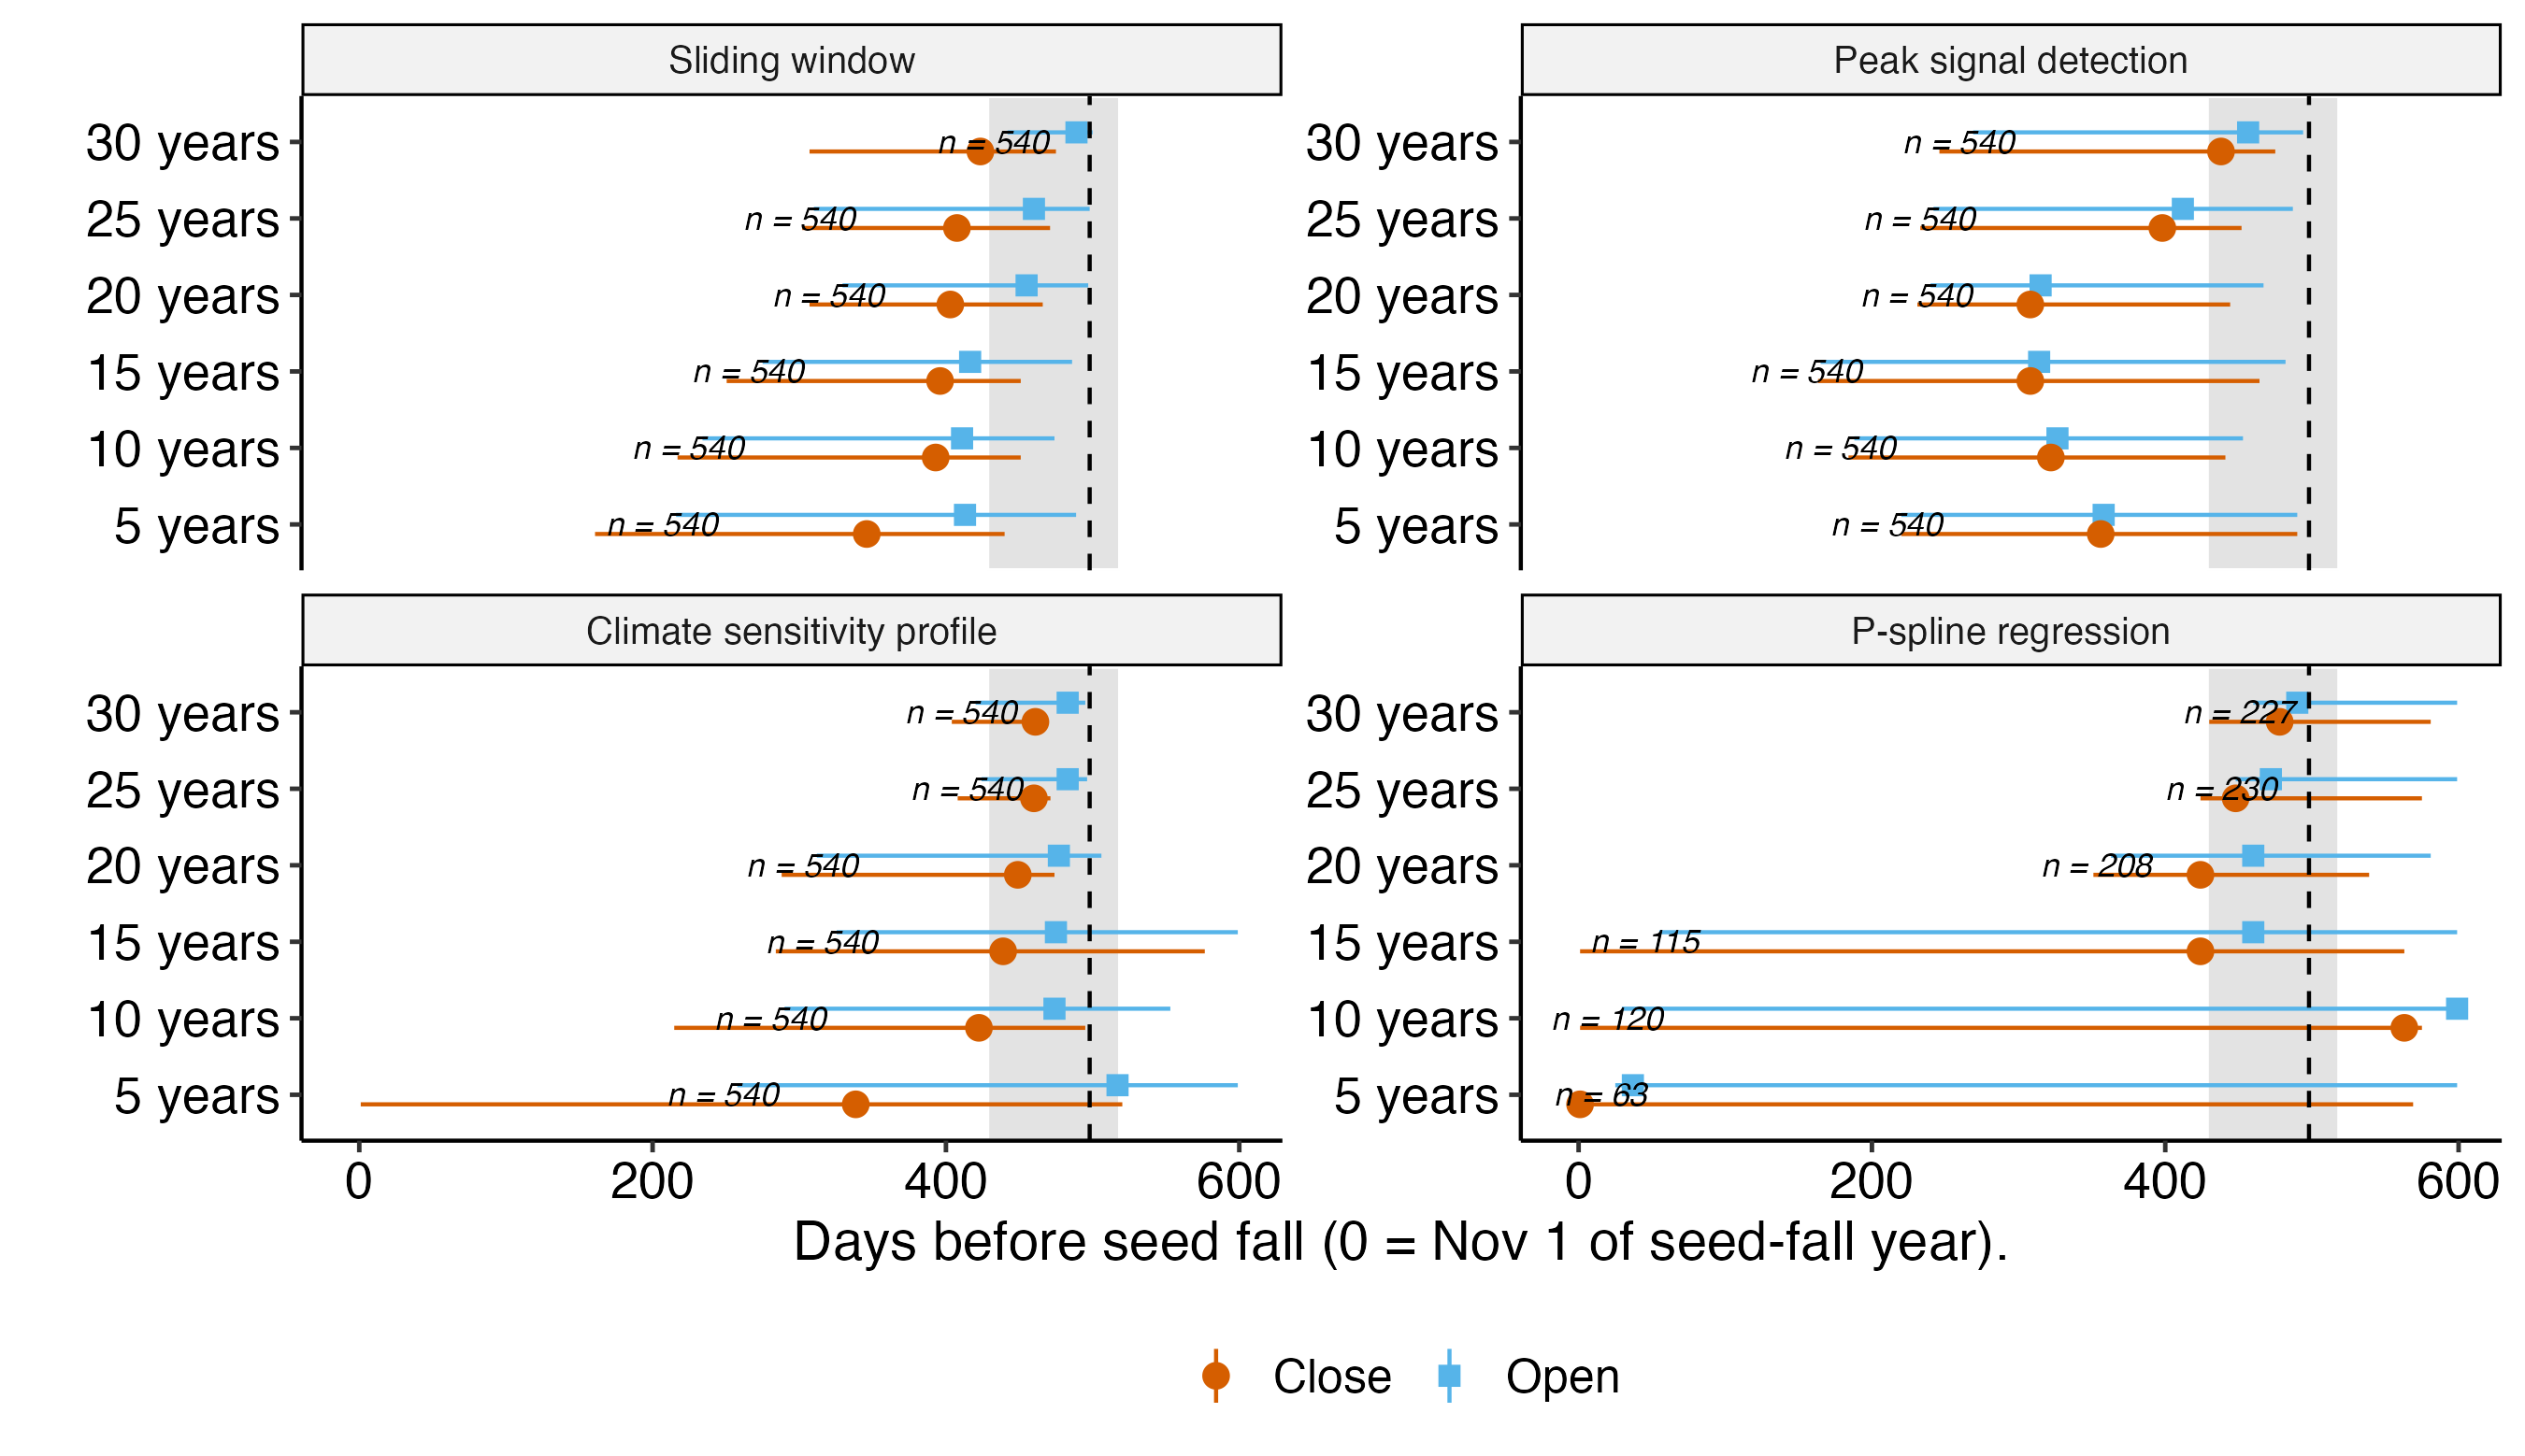 Sliding window
30 years
n = 540
25 years
n = 540
20 years
n = 540
15 years
n = 540
10 years
n = 540
5 years
n = 540
Peak signal detection
30 years
n = 540
25 years
n = 540
20 years
n = 540
15 years
n = 540
10 years
n = 540
5 years
n = 540
Climate sensitivity profile
30 years
n = 540
25 years
n = 540
20 years
n = 540
15 years
n = 540
10 years
n = 540
5 years
n = 540
0 200 400 600
P-spline regression
30 years
n = 227
25 years
n = 230
20 years
n = 208
15 years
n = 115
10 years
n = 120
5 years
n = 63
0 200 400 600
Days before seed fall (0 = Nov 1 of seed-fall year).
Close Open